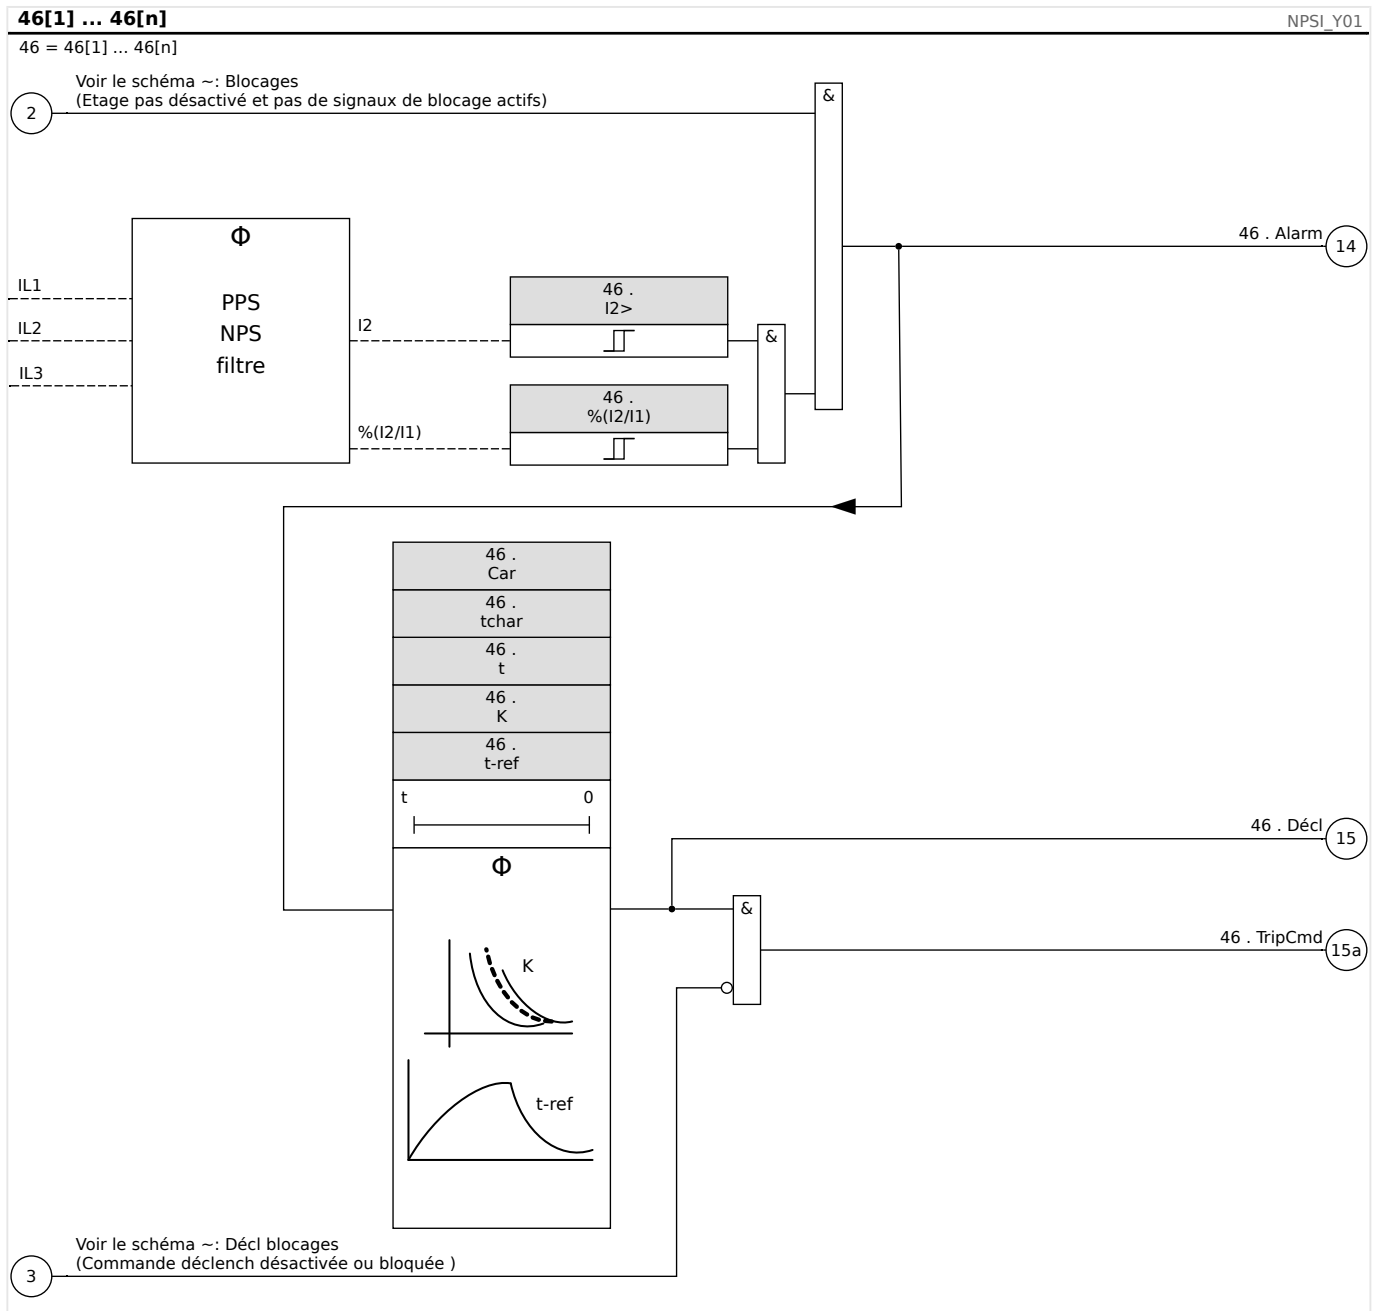 46[1] ... 46[n]
NPSI_Y01
46 = 46[1] ... 46[n]
Voir le schéma ~: Blocages
(Etage pas désactivé et pas de signaux de blocage actifs)
2
&
Φ
PPS
NPS
filtre
IL1
IL2
IL3
I2
%(I2/I1)
46 .
I2>
46 .
%(I2/I1)
&
46 . Alarm
14
46 .
Car
46 .
tchar
46 .
t
46 .
K
46 .
t-ref
t
0
Φ
K
t-ref
46 . Décl
15
&
46 . TripCmd
15a
Voir le schéma ~: Décl blocages
(Commande déclench désactivée ou bloquée )
3